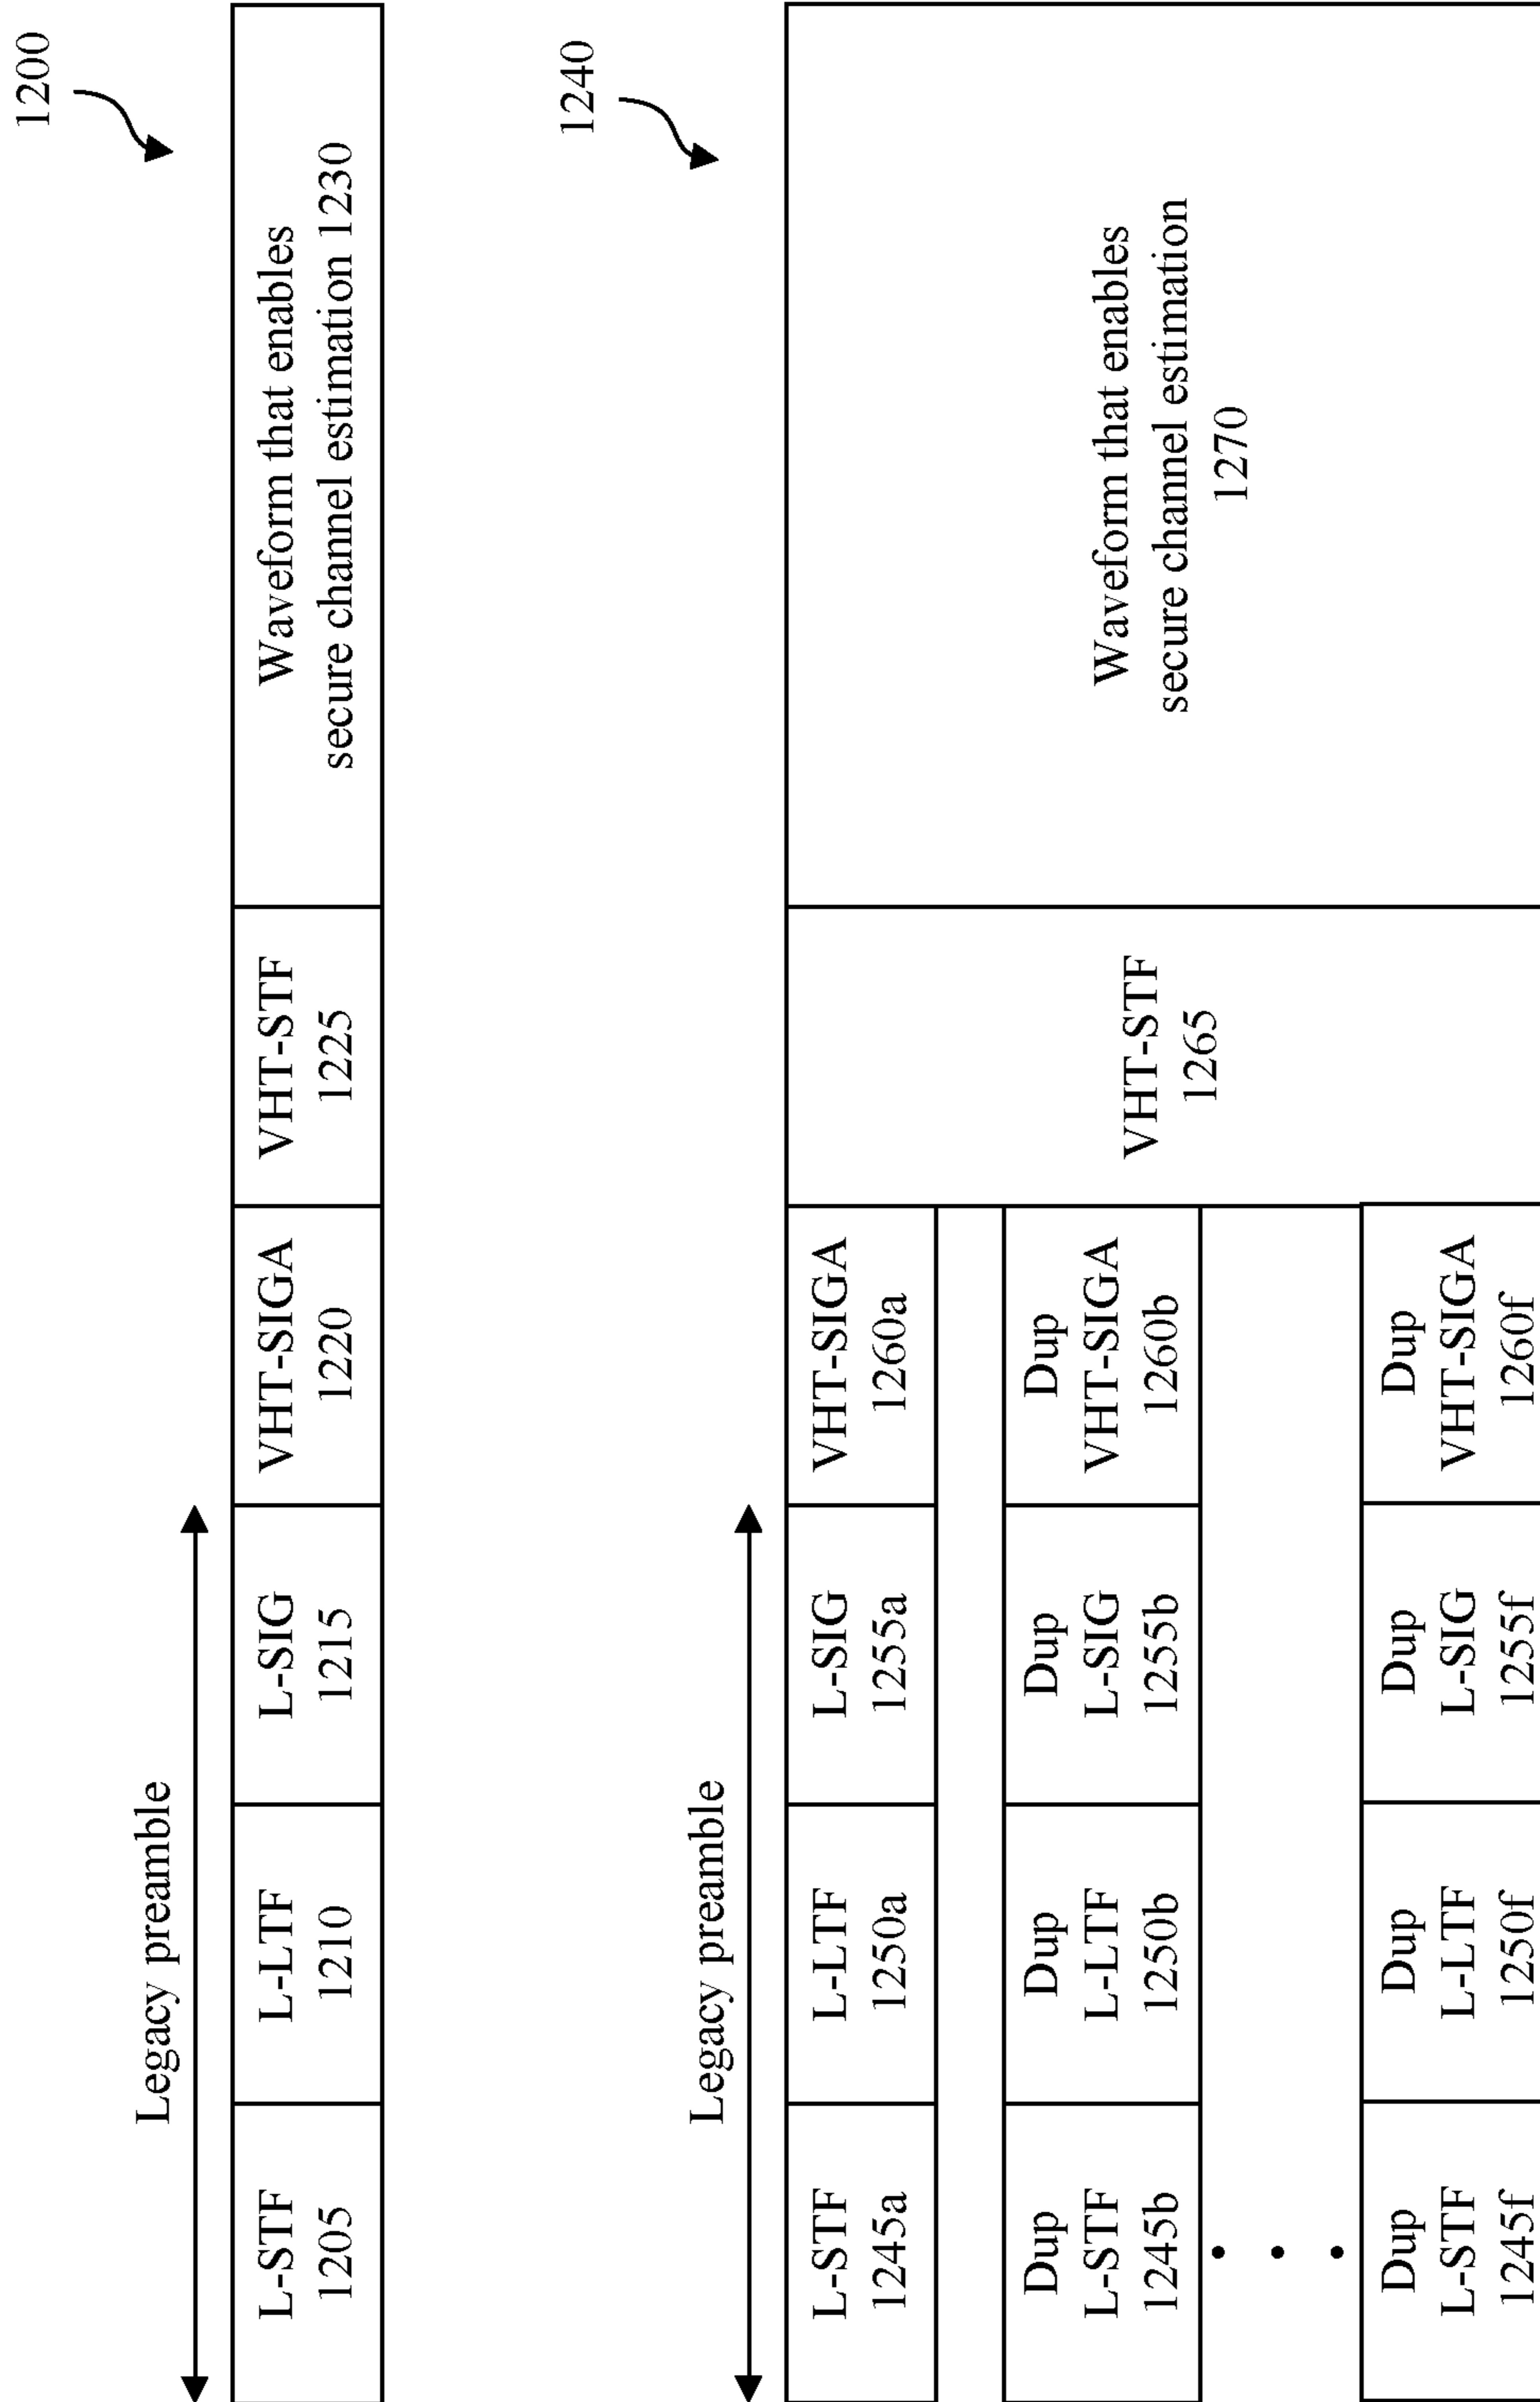 1200
Legacy preamble
L-STF
1205
L-LTF
1210
L-SIG
1215
VHT-SIGA
1220
VHT-STF
1225
Waveform that enables
secure channel estimation 1230
1240
Legacy preamble
L-STF
1245a
L-LTF
1250a
L-SIG
1255a
VHT-SIGA
1260a
Dup
L-STF
1245b
Dup
L-LTF
1250b
Dup
L-SIG
1255b
Dup
VHT-SIGA
1260b
Dup
L-STF
1245f
Dup
L-LTF
1250f
Dup
L-SIG
1255f
Dup
VHT-SIGA
1260f
VHT-STF
1265
Waveform that enables
secure channel estimation
1270